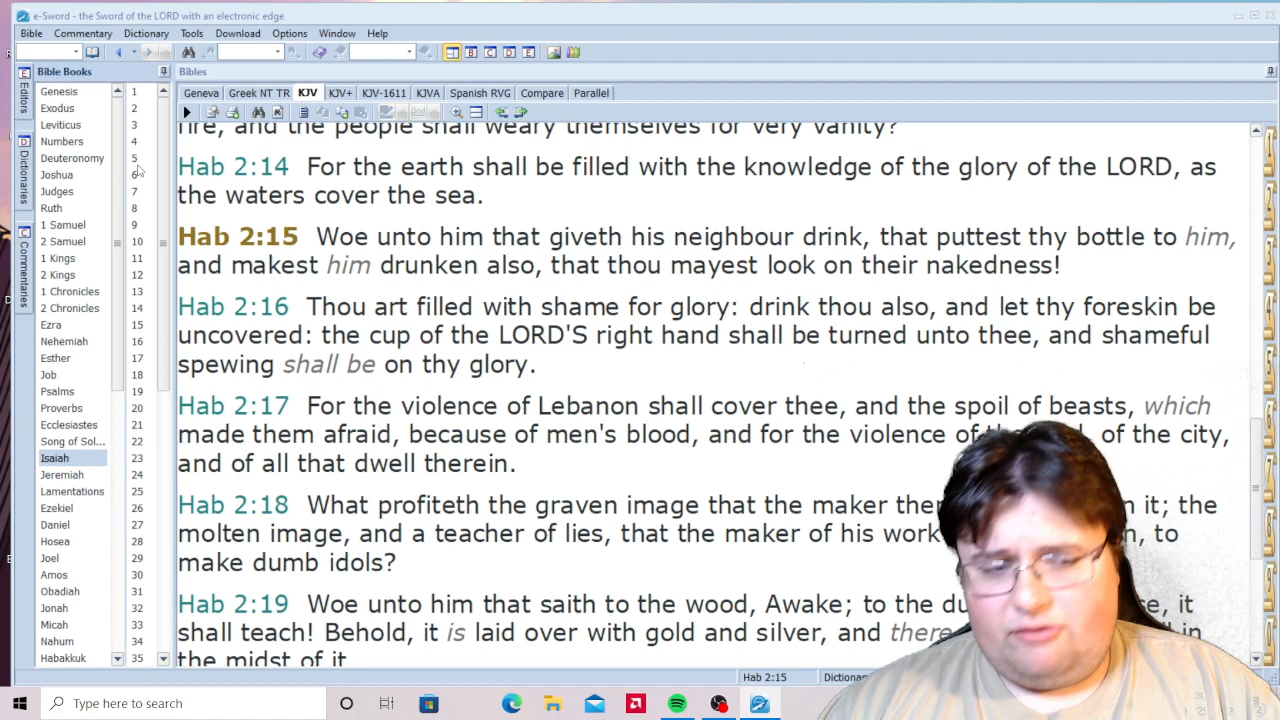 e-Sword - the Sword of the LORD with an electronic edge
Bible Commentary Dictionary Tools Download Options Window Help
B C D E
Bible Books
Bibles
Editors
Dictionaries
Commentaries
Geneva Greek NT TR KJV KJV+ KJV-1611 KJVA Spanish RVG Compare Parallel
Genesis 1
Exodus 2
Leviticus 3
Numbers 4
Deuteronomy 5
Joshua 6
Judges 7
Ruth 8
1 Samuel 9
2 Samuel 10
1 Kings 11
2 Kings 12
1 Chronicles 13
2 Chronicles 14
Ezra 15
Nehemiah 16
Esther 17
Job 18
Psalms 19
Proverbs 20
Ecclesiastes 21
Song of Sol... 22
Isaiah 23
Jeremiah 24
Lamentations 25
Ezekiel 26
Daniel 27
Hosea 28
Joel 29
Amos 30
Obadiah 31
Jonah 32
Micah 33
Nahum 34
Habakkuk 35
fire, and the people shall weary themselves for very vanity?
Hab 2:14 For the earth shall be filled with the knowledge of the glory of the LORD, as
the waters cover the sea.
Hab 2:15 Woe unto him that giveth his neighbour drink, that puttest thy bottle to him,
and makest him drunken also, that thou mayest look on their nakedness!
Hab 2:16 Thou art filled with shame for glory: drink thou also, and let thy foreskin be
uncovered: the cup of the LORD'S right hand shall be turned unto thee, and shameful
spewing shall be on thy glory.
Hab 2:17 For the violence of Lebanon shall cover thee, and the spoil of beasts, which
made them afraid, because of men's blood, and for the violence of of the city,
and of all that dwell therein.
Hab 2:18 What profiteth the graven image that the maker it; the
molten image, and a teacher of lies, that the maker of his work to
make dumb idols?
Hab 2:19 Woe unto him that saith to the wood, Awake; to the it
shall teach! Behold, it is laid over with gold and silver, and in
the midst of it
Hab 2:15
Type here to search